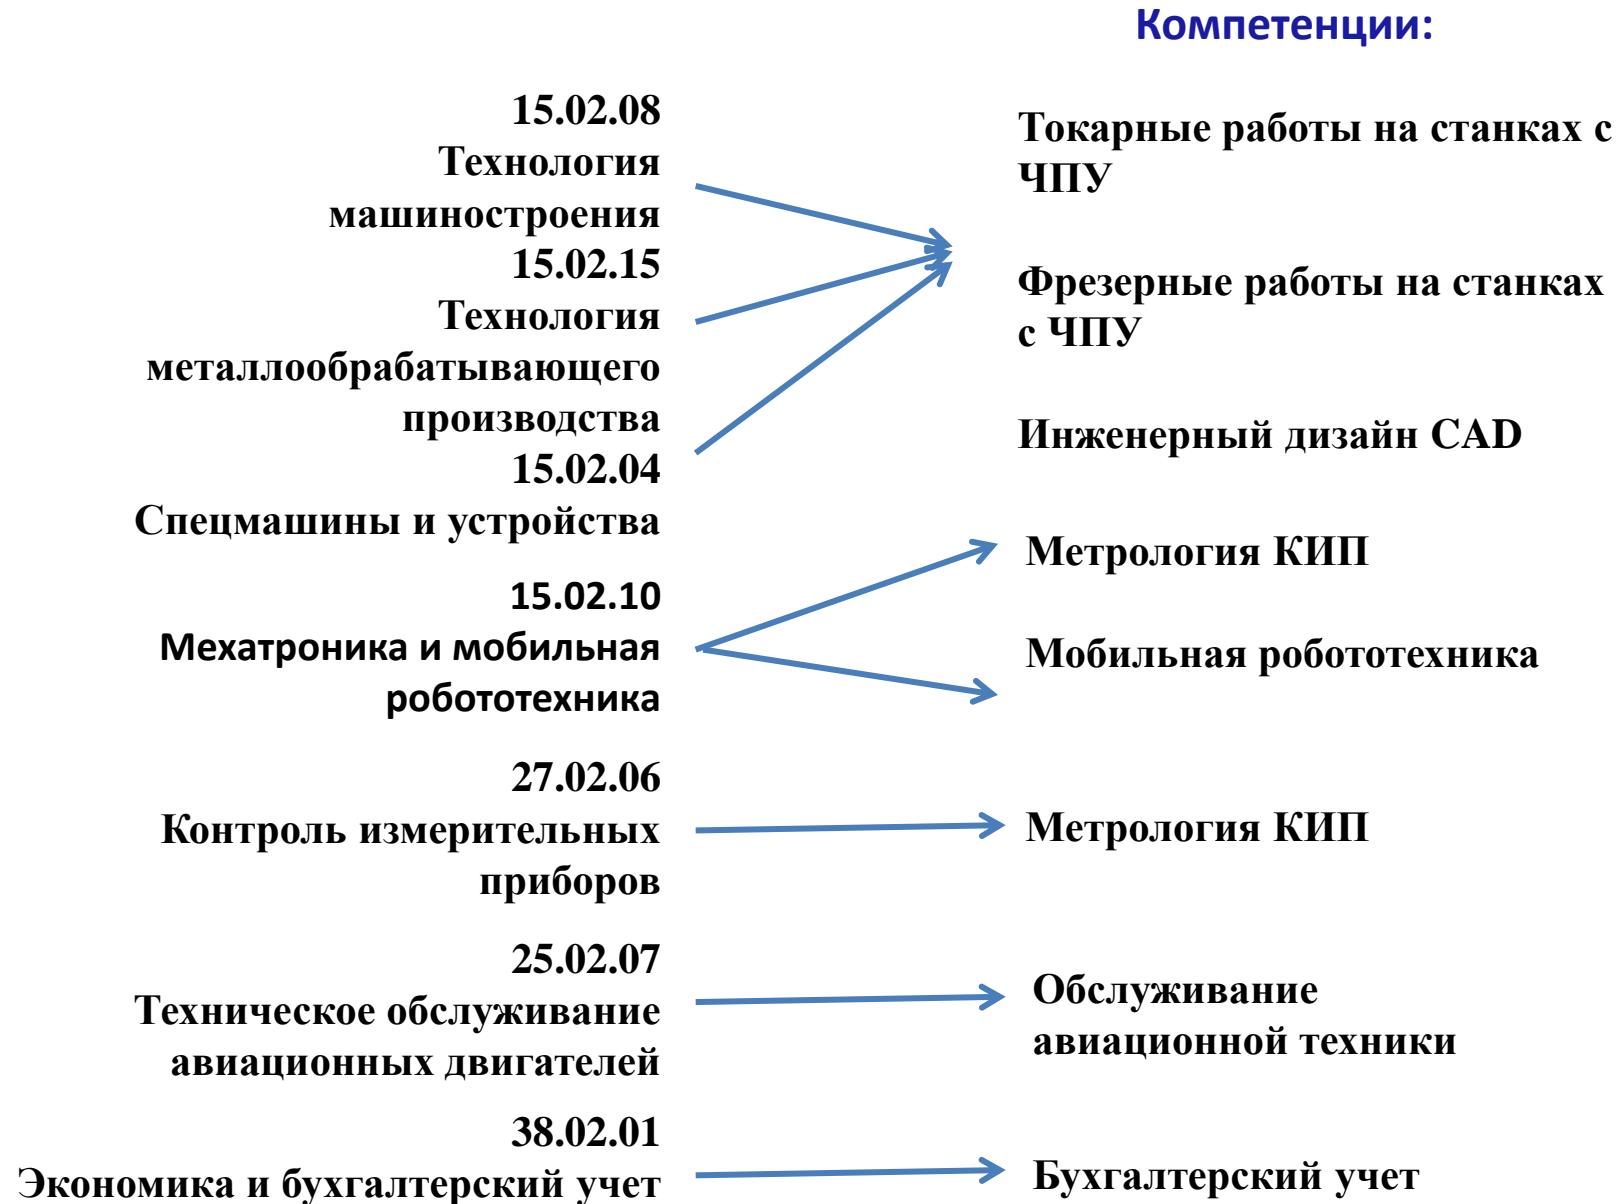 Компетенции:
15.02.08
Технология
машиностроения
15.02.15
Технология
металлообрабатывающего
производства
15.02.04
Спецмашины и устройства
15.02.10
Мехатроника и мобильная
робототехника
27.02.06
Контроль измерительных
приборов
25.02.07
Техническое обслуживание
авиационных двигателей
38.02.01
Экономика и бухгалтерский учет
Токарные работы на станках с
ЧПУ
Фрезерные работы на станках
с ЧПУ
Инженерный дизайн CAD
Метрология КИП
Мобильная робототехника
Метрология КИП
Обслуживание
авиационной техники
Бухгалтерский учет